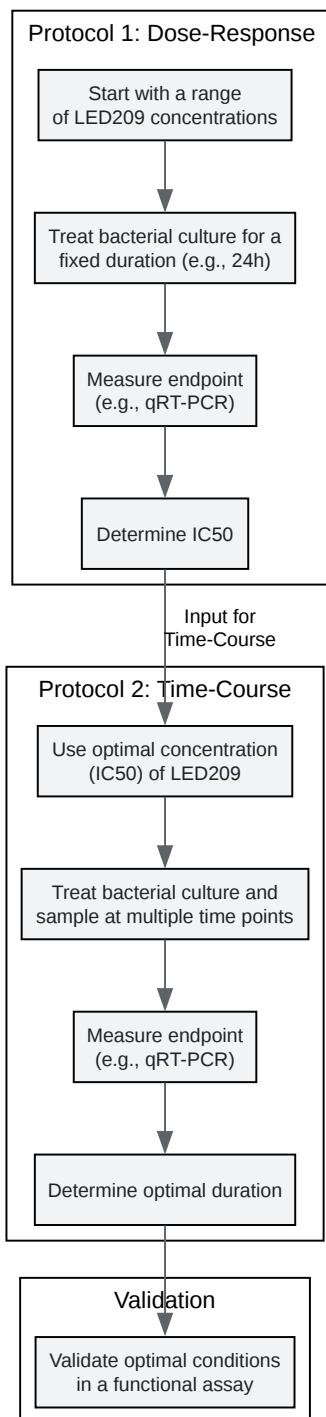 Protocol 1: Dose-Response
Start with a range
of LED209 concentrations
Treat bacterial culture for a
fixed duration (e.g., 24h)
Measure endpoint
(e.g., qRT-PCR)
Determine IC50
Input for
Time-Course
Protocol 2: Time-Course
Use optimal concentration
(IC50) of LED209
Treat bacterial culture and
sample at multiple time points
Measure endpoint
(e.g., qRT-PCR)
Determine optimal duration
Validation
Validate optimal conditions
in a functional assay